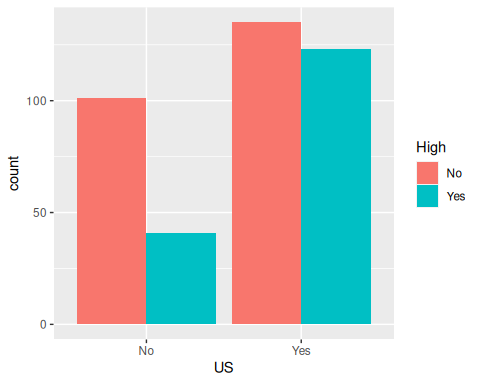 count
100
50
0
No
Yes
US
High
No
Yes